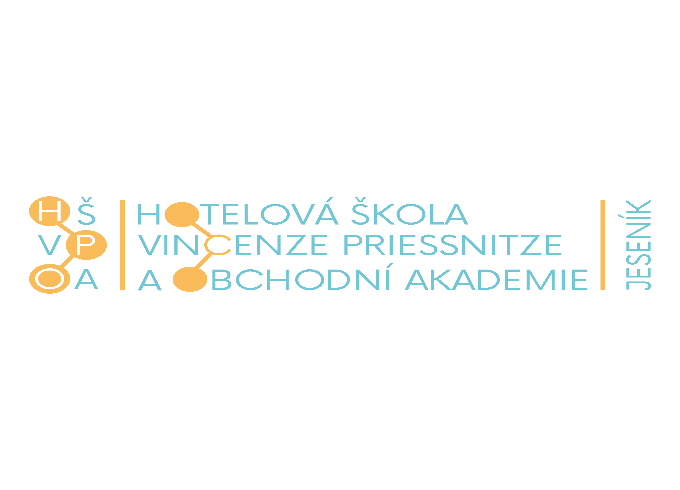 HŠ
VP
OA
HOTELOVÁ ŠKOLA
VINCENZE PRIESSNITZE
A OBCHODNÍ AKADEMIE
JESENÍK